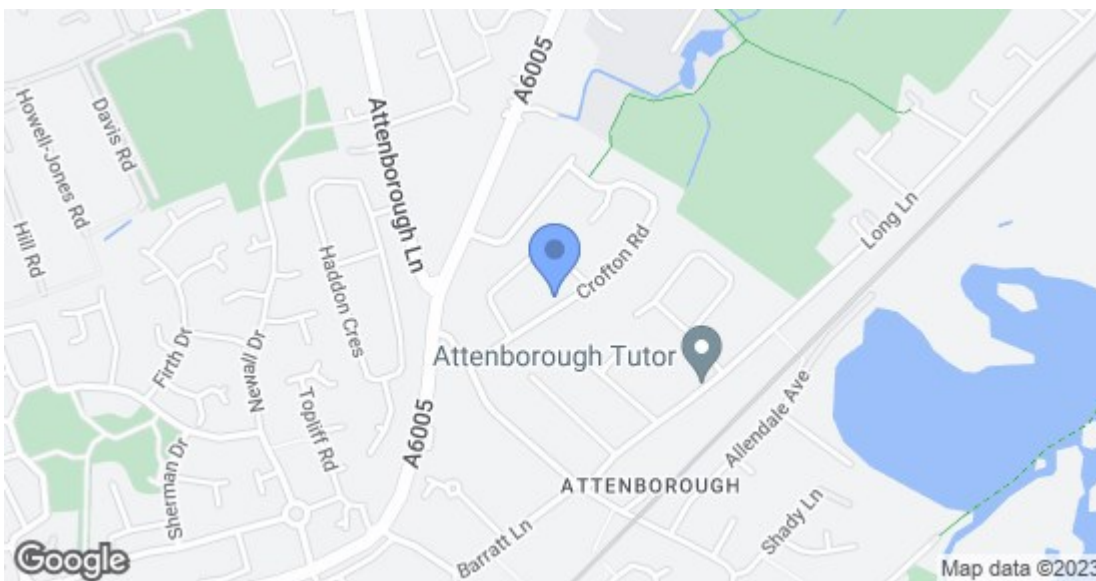 A6005
Attenborough Ln
Howell-Jones Rd
Davis Rd
Hill Rd
Haddon Cres
Long Ln
Crofton Rd
Attenborough Tutor
Firth Dr
Newall Dr
Topliff Rd
Sherman Dr
A6005
Allendale Ave
ATTENBOROUGH
Shady Ln
Barratt Ln
Google
Map data ©2023